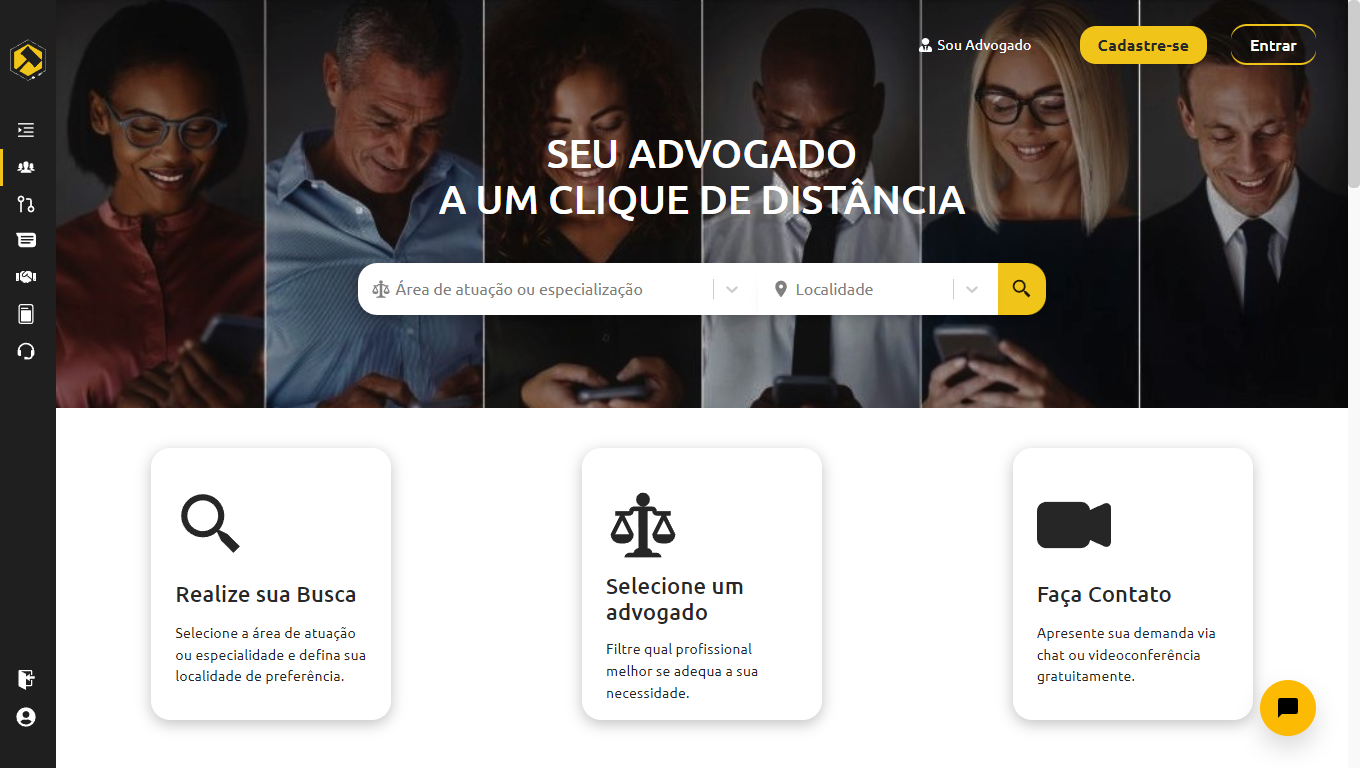 Sou Advogado
Cadastre-se
Entrar
SEU ADVOGADO
A UM CLIQUE DE DISTÂNCIA
Área de atuação ou especialização
Localidade
Realize sua Busca
Selecione a área de atuação
ou especialidade e defina sua
localidade de preferência.
Selecione um
advogado
Filtre qual profissional
melhor se adequa a sua
necessidade.
Faça Contato
Apresente sua demanda via
chat ou videoconferência
gratuitamente.